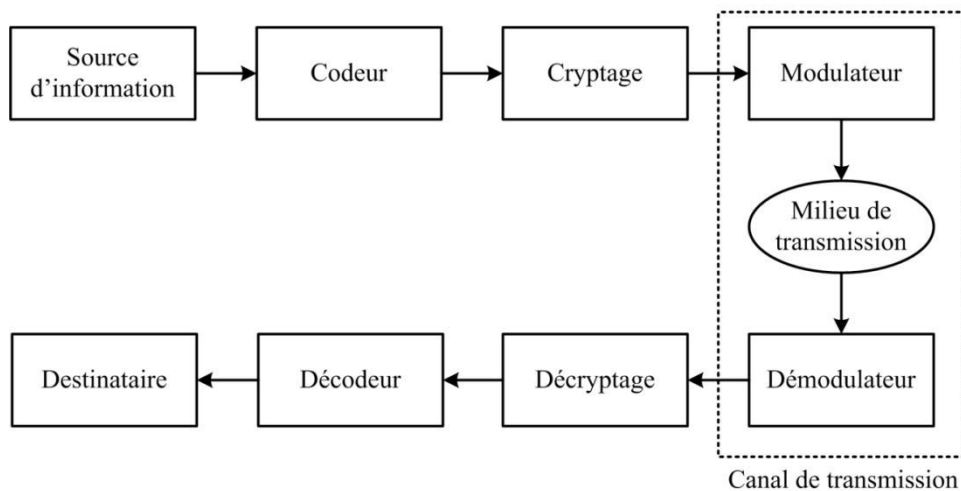 Source
d’information
Codeur
Cryptage
Modulateur
Milieu de
transmission
Destinataire
Décodeur
Décryptage
Démodulateur
Canal de transmission